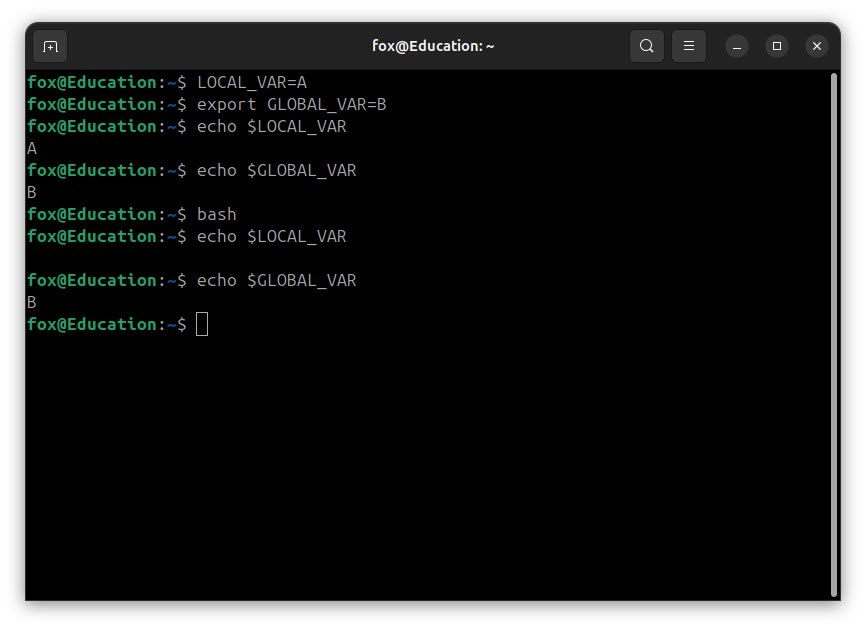 fox@Education: ~
fox@Education:~$ LOCAL_VAR=A
fox@Education:~$ export GLOBAL_VAR=B
fox@Education:~$ echo $LOCAL_VAR
A
fox@Education:~$ echo $GLOBAL_VAR
B
fox@Education:~$ bash
fox@Education:~$ echo $LOCAL_VAR

fox@Education:~$ echo $GLOBAL_VAR
B
fox@Education:~$